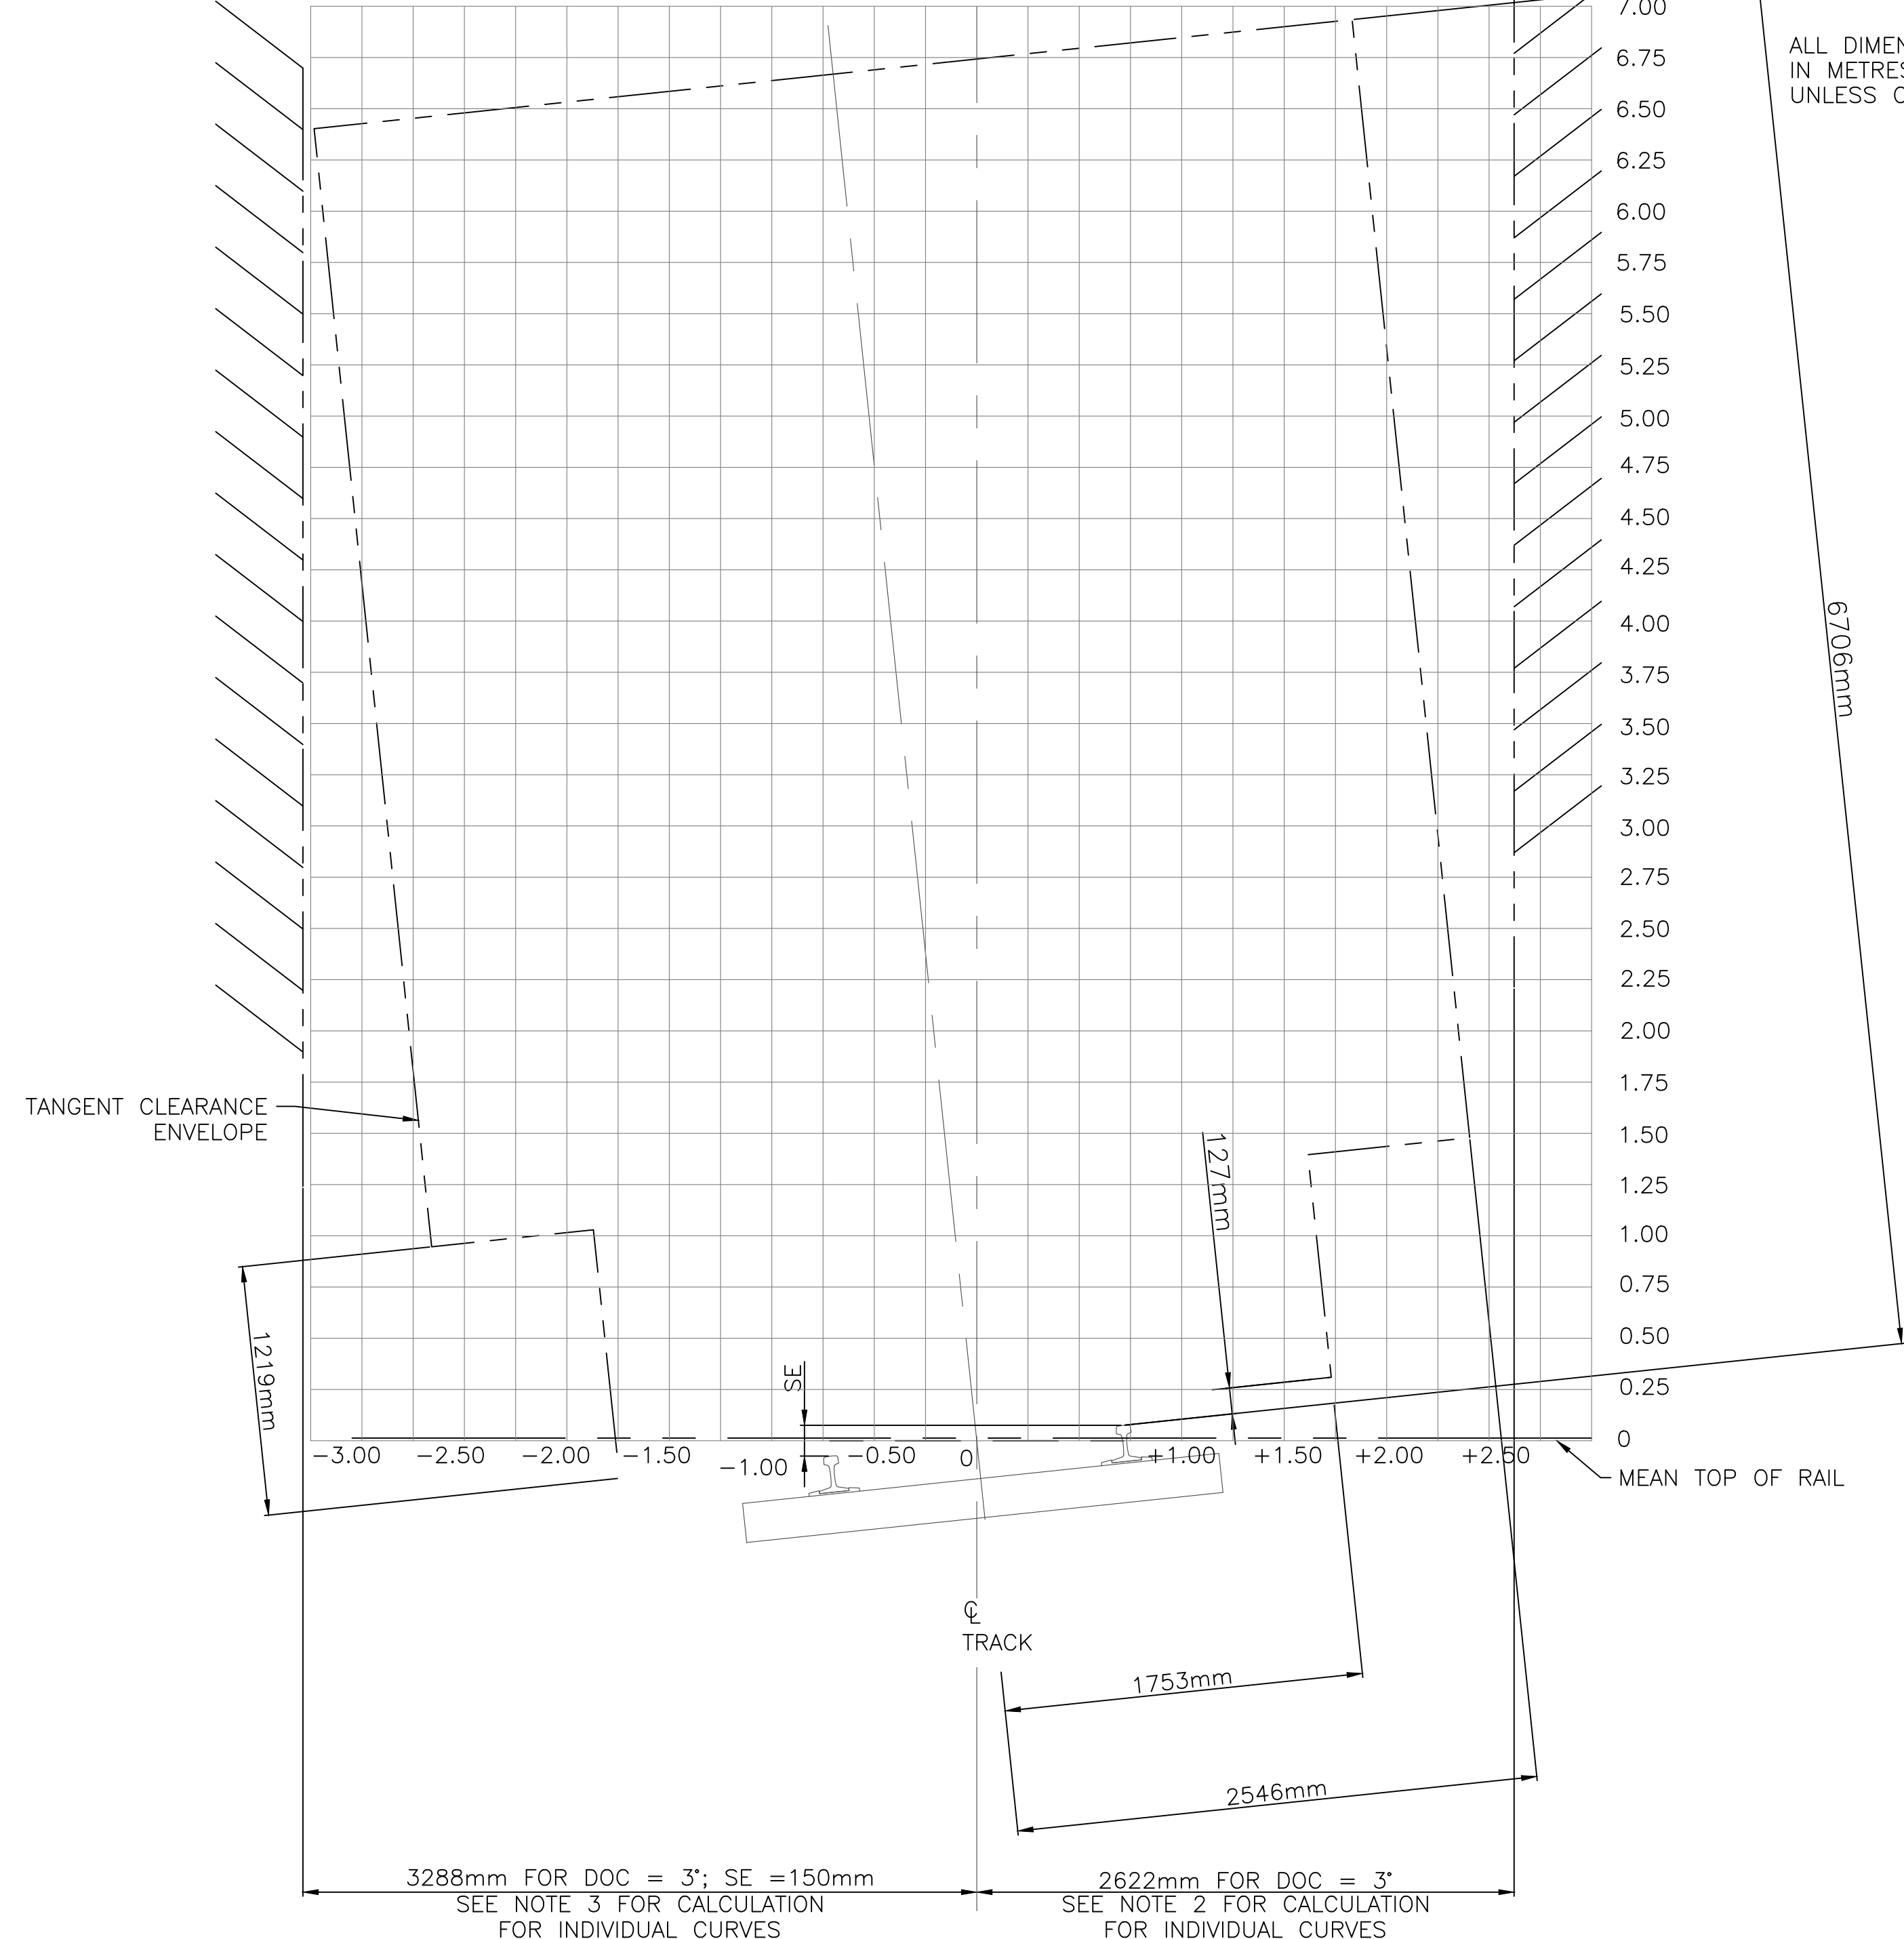 7.00
ALL DIMEN
6.75
IN METRES
UNLESS
6.50
6.25
6.00
5.75
5.50
5.25
5.00
4.75
4.50
4.25
4.00
6706mm
3.75
3.50
3.25
3.00
2.75
2.50
2.25
2.00
1.75
TANGENT CLEARANCE
ENVELOPE
1.50
127mm
1.25
1.00
0.75
0.50
1219mm
SE
0.25
0
-3.00 -2.50 -2.00 -1.50 -1.00 -0.50 0 +1.00 +1.50 +2.00 +2.50
MEAN TOP OF RAIL
℄
TRACK
1753mm
2546mm
3288mm FOR DOC = 3°; SE =150mm
SEE NOTE 3 FOR CALCULATION
FOR INDIVIDUAL CURVES
2622mm FOR DOC = 3°
SEE NOTE 2 FOR CALCULATION
FOR INDIVIDUAL CURVES